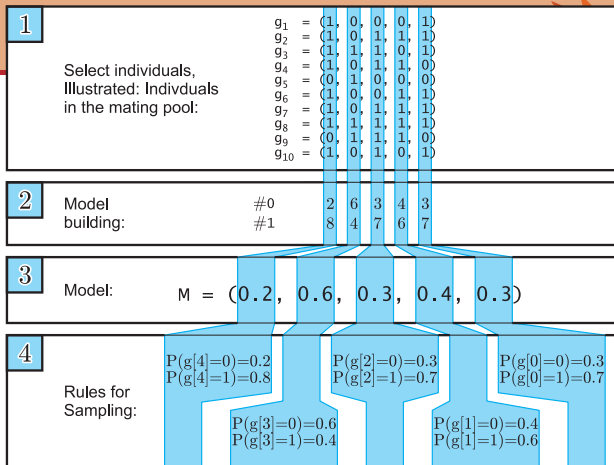 1
Select individuals,
Illustrated: Indivduals
in the mating pool:
g₁ = (1, 0, 0, 0, 1)
g₂ = (1, 0, 1, 1, 1)
g₃ = (1, 1, 1, 0, 1)
g₄ = (1, 0, 1, 1, 0)
g₅ = (0, 1, 0, 0, 0)
g₆ = (1, 0, 0, 1, 1)
g₇ = (1, 0, 1, 1, 1)
g₈ = (1, 1, 1, 1, 1)
g₉ = (0, 1, 1, 1, 0)
g₁₀ = (1, 0, 1, 0, 1)
2
Model
building:
#0 2 6 3 4 3
#1 8 4 7 6 7
3
Model: M = (0.2, 0.6, 0.3, 0.4, 0.3)
4
Rules for
Sampling:
P(g[4]=0)=0.2
P(g[4]=1)=0.8
P(g[3]=0)=0.6
P(g[3]=1)=0.4
P(g[2]=0)=0.3
P(g[2]=1)=0.7
P(g[1]=0)=0.4
P(g[1]=1)=0.6
P(g[0]=0)=0.3
P(g[0]=1)=0.7